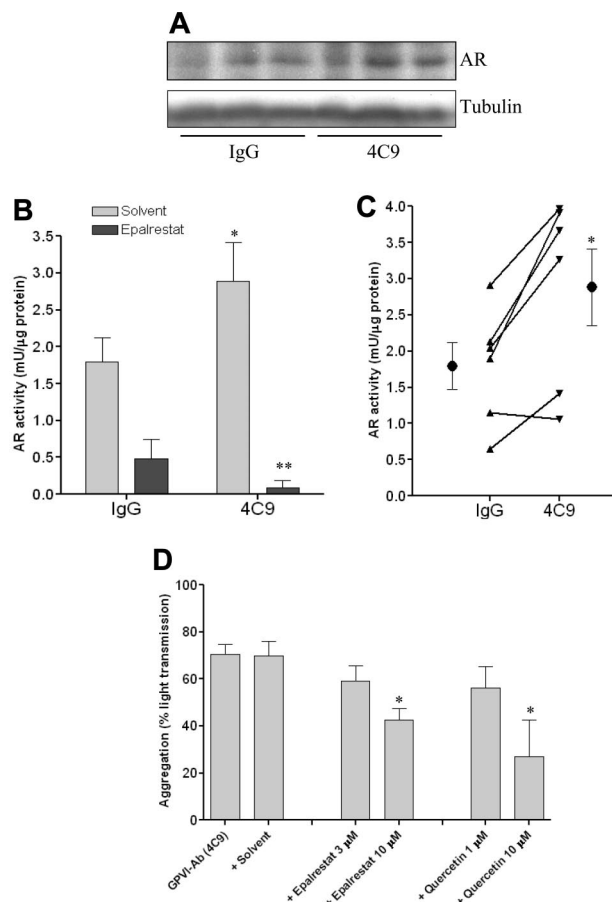 A
AR
Tubulin
IgG 4C9
B
Solvent
Epalrestat
AR activity (mU/µg protein)
3.5
3.0
2.5
2.0
1.5
1.0
0.5
0.0
*
**
IgG 4C9
C
AR activity (mU/µg protein)
4.0
3.5
3.0
2.5
2.0
1.5
1.0
0.5
0.0
*
IgG 4C9
D
Aggregation (% light transmission)
100
80
60
40
20
0
*
*
GPVI-Ab (4C9)
+ Solvent
+ Epalrestat 3 µM
+ Epalrestat 10 µM
+ Quercetin 1 µM
+ Quercetin 10 µM